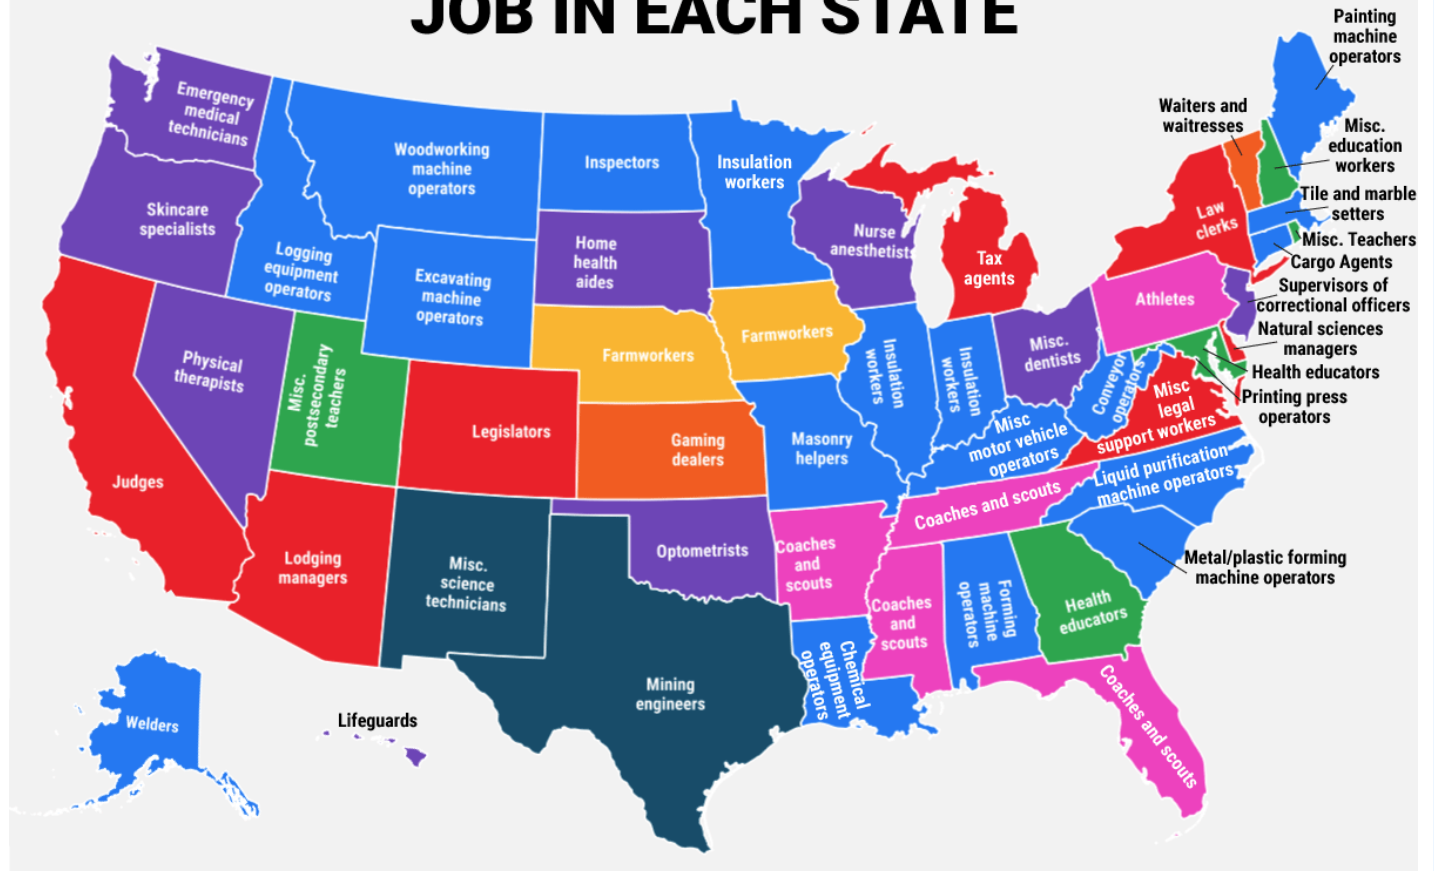 JOB IN EACH STATE
Painting
machine
operators
Waiters and
waitresses
Misc.
education
workers
Emergency
medical
technicians
Woodworking
machine
operators
Inspectors
Insulation
workers
Tile and marble
setters
Skincare
specialists
Law
clerks
Nurse
anesthetists
Misc. Teachers
Home
health
aides
Logging
equipment
operators
Excavating
machine
operators
Tax
agents
Cargo Agents
Athletes
Supervisors of
correctional officers
Natural sciences
managers
Farmworkers
Farmworkers
Physical
therapists
Misc.
postsecondary
teachers
Insulation
workers
Insulation
workers
Misc.
dentists
Conveyor
operators
Health educators
Printing press
operators
Misc
legal
support workers
Legislators
Gaming
dealers
Masonry
helpers
Misc
motor vehicle
operators
Judges
Liquid purification
machine operators
Coaches and scouts
Lodging
managers
Misc.
science
technicians
Optometrists
Coaches
and
scouts
Metal/plastic forming
machine operators
Coaches
and
scouts
Forming
machine
operators
Health
educators
Mining
engineers
Chemical
equipment
operators
Coaches and scouts
Welders
Lifeguards